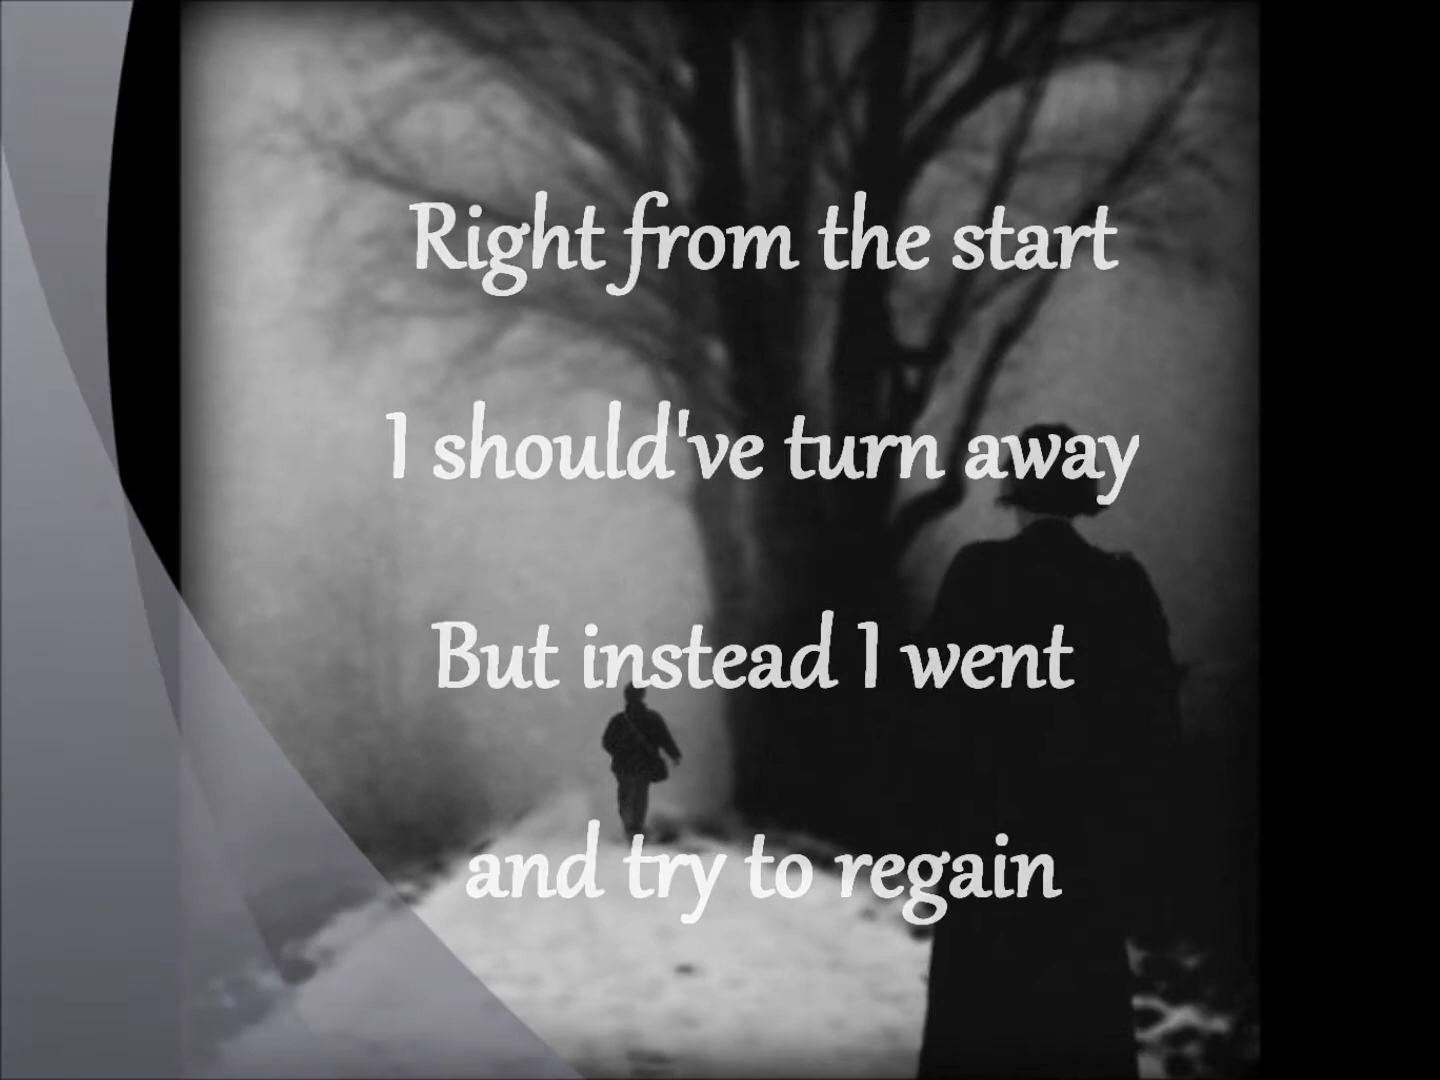 Right from the start
I should've turn away
But instead I went
and try to regain